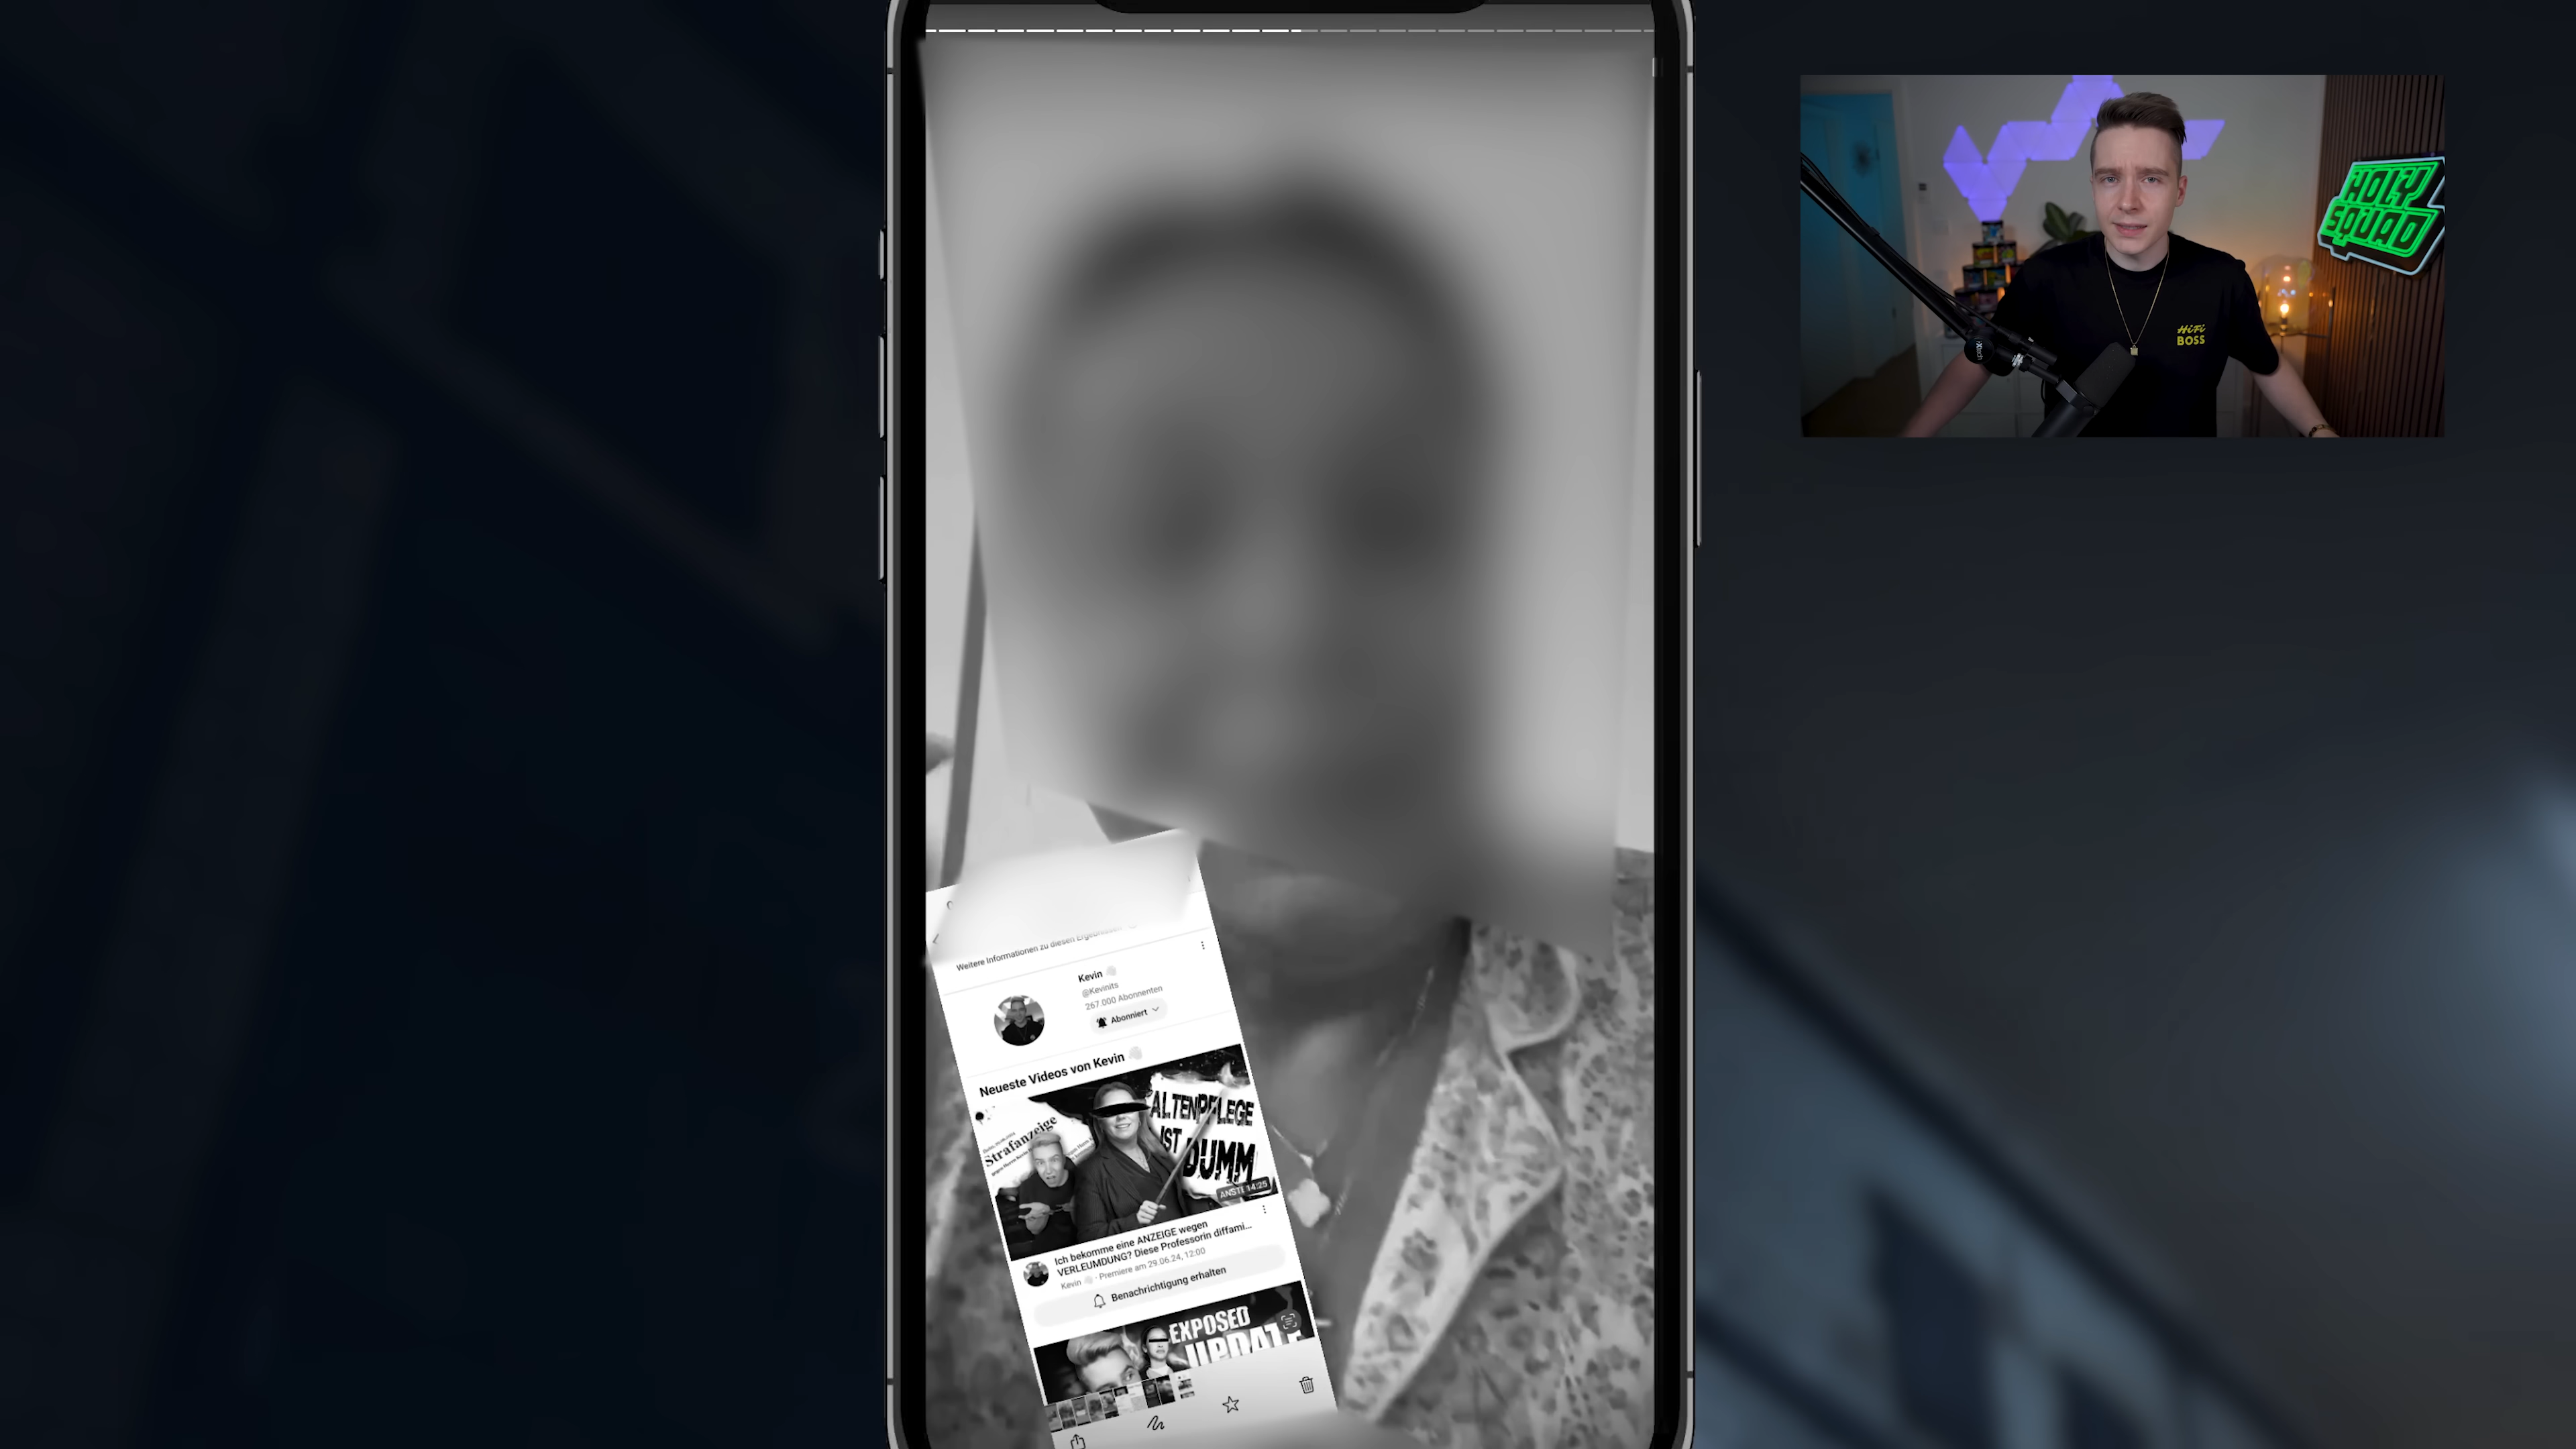 HOLY
SQUAD
HiFi
BOSS
Weitere Informationen zu diesen Ergebnissen
Kevin
@Kevinits
267.000 Abonnenten
Abonniert
Neueste Videos von Kevin
Strafanzeige
ALTENPFLEGE
IST
DUMM
14:25
Ich bekomme eine ANZEIGE wegen
VERLEUMDUNG? Diese Professorin diffami...
Kevin · Premiere am 29.06.24, 12:00
Benachrichtigung erhalten
EXPOSED
UPDATE